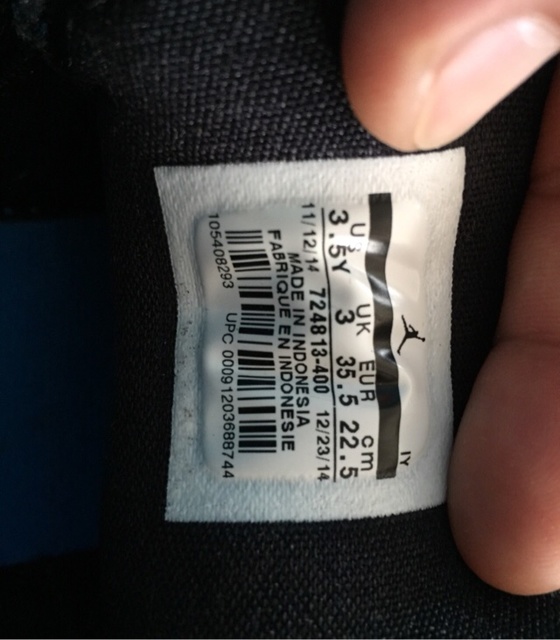 IY
US UK EUR cm
3.5Y 3 35.5 22.5
11/12/14 724813-400 12/23/14
MADE IN INDONESIA
FABRIQUE EN INDONESIE
105408293 UPC 00091203688744